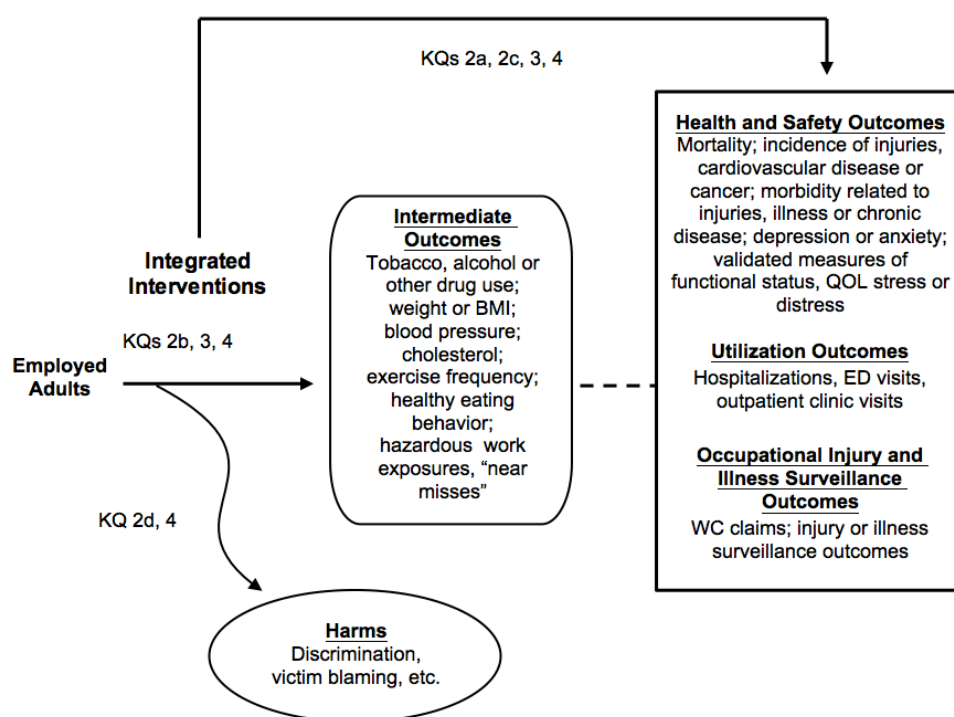 KQs 2a, 2c, 3, 4
Health and Safety Outcomes
Mortality; incidence of injuries,
cardiovascular disease or
cancer; morbidity related to
injuries, illness or chronic
disease; depression or anxiety;
validated measures of
functional status, QOL stress or
distress
Utilization Outcomes
Hospitalizations, ED visits,
outpatient clinic visits
Occupational Injury and
Illness Surveillance
Outcomes
WC claims; injury or illness
surveillance outcomes
Intermediate
Outcomes
Tobacco, alcohol or
other drug use;
weight or BMI;
blood pressure;
cholesterol;
exercise frequency;
healthy eating
behavior;
hazardous work
exposures, “near
misses”
Integrated
Interventions
KQs 2b, 3, 4
Employed
Adults
KQ 2d, 4
Harms
Discrimination,
victim blaming, etc.